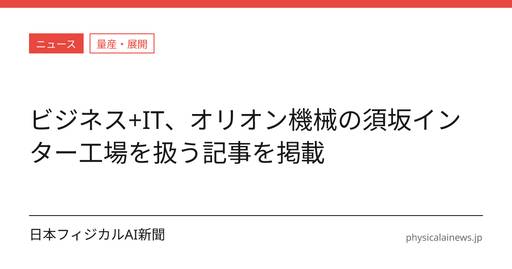 ニュース 量産・展開
ビジネス+IT、オリオン機械の須坂イン
ター工場を扱う記事を掲載
日本フィジカルAI新聞 physicalainews.jp